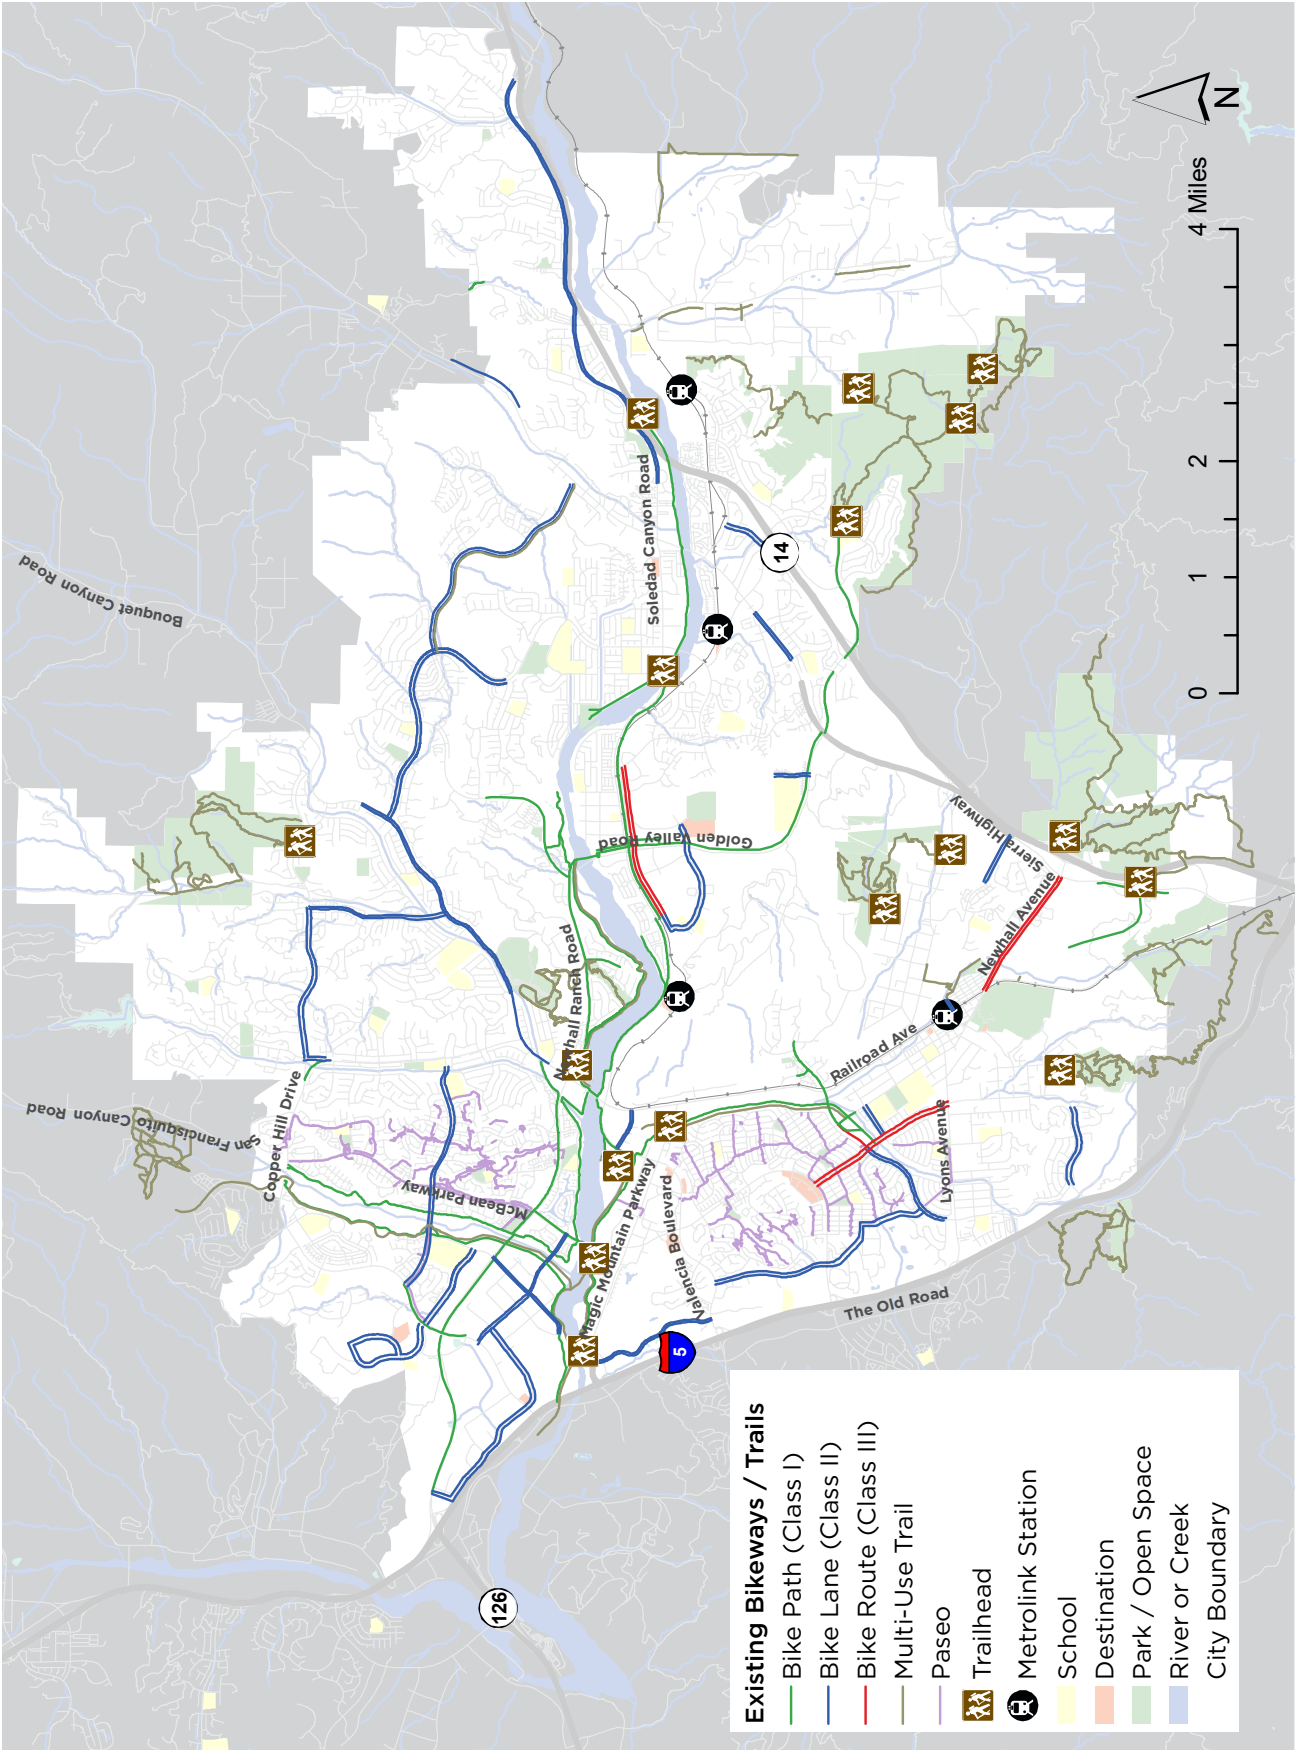 Bouquet Canyon Road
San Francisquito Canyon Road
Copper Hill Drive
McBean Parkway
Newhall Ranch Road
Soledad Canyon Road
Golden Valley Road
14
Sierra Highway
Newhall Avenue
Railroad Ave
Lyons Avenue
Magic Mountain Parkway
Valencia Boulevard
The Old Road
5
126
Existing Bikeways / Trails
Bike Path (Class I)
Bike Lane (Class II)
Bike Route (Class III)
Multi-Use Trail
Paseo
Trailhead
Metrolink Station
School
Destination
Park / Open Space
River or Creek
City Boundary
0 1 2 4 Miles
N